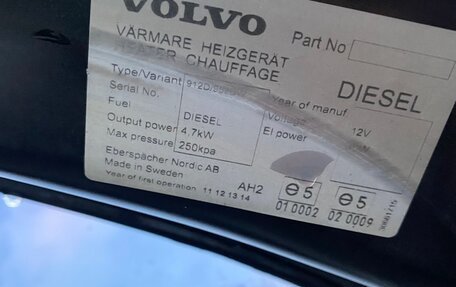 VOLVO
VÄRMARE HEIZGERÄT
HEATER CHAUFFAGE
Part No
DIESEL
Type/Variant
Year of manuf.
Serial No.
Voltage 12V
Fuel DIESEL
El power
Output power 4.7kW
Max pressure 250kpa
Eberspächer Nordic AB
Made in Sweden AH2
Year of first operation 11 12 13 14
⊖5 ⊖5
01 0002 02 0009